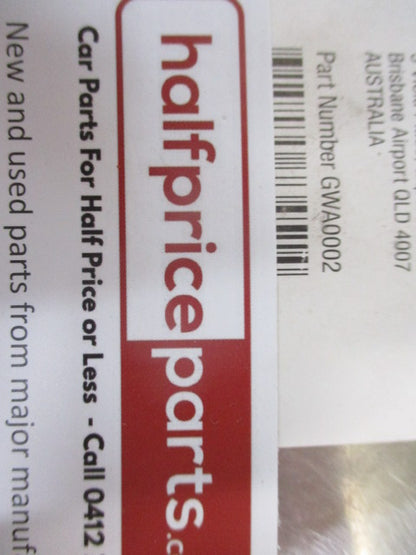 Brisbane Airport QLD 4007
AUSTRALIA
Part Number GWA0002
halfpriceparts.c
Car Parts For Half Price or Less - Call 0412
New and used parts from major manuf